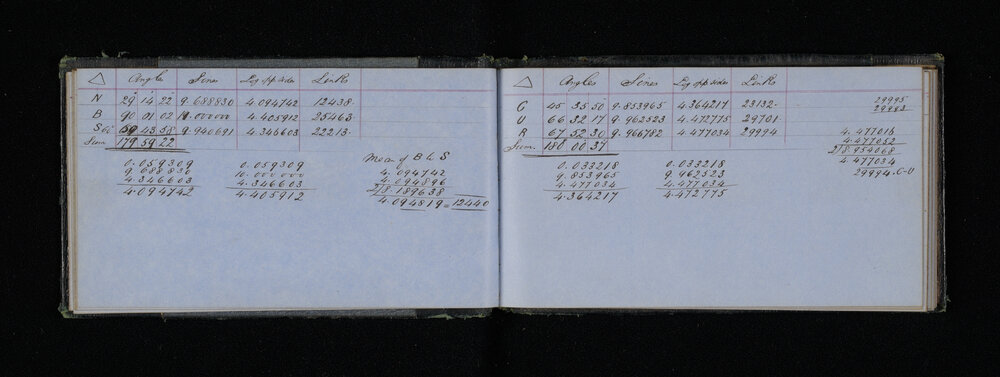 △ Angles Sines Log opp sides Links
N 29 14 22 9.688830 4.094742 12438
B 90 01 02 10.000000 4.405912 25463
43 58 9.940691 4.346603 22213
Sum 179 59 22
0.059309 0.059309
9.688830 10.000000
4.346603 4.346603
4.094742 4.405912
Mean of B & S
4.094742
4.094896
2)8.189638
4.094819 = 12440
△ Angles Sines Log opp sides Links
C 45 35 50 9.853965 4.364217 23132
U 66 32 17 9.962523 4.472775 29701
R 67 52 30 9.966782 4.477034 29994
Sum 180 00 37
0.033218 0.033218
9.853965 9.962523
4.477034 4.477034
4.364217 4.472775
29995
29993
4.477016
4.477052
2)8.954068
4.477034
29994. C-U